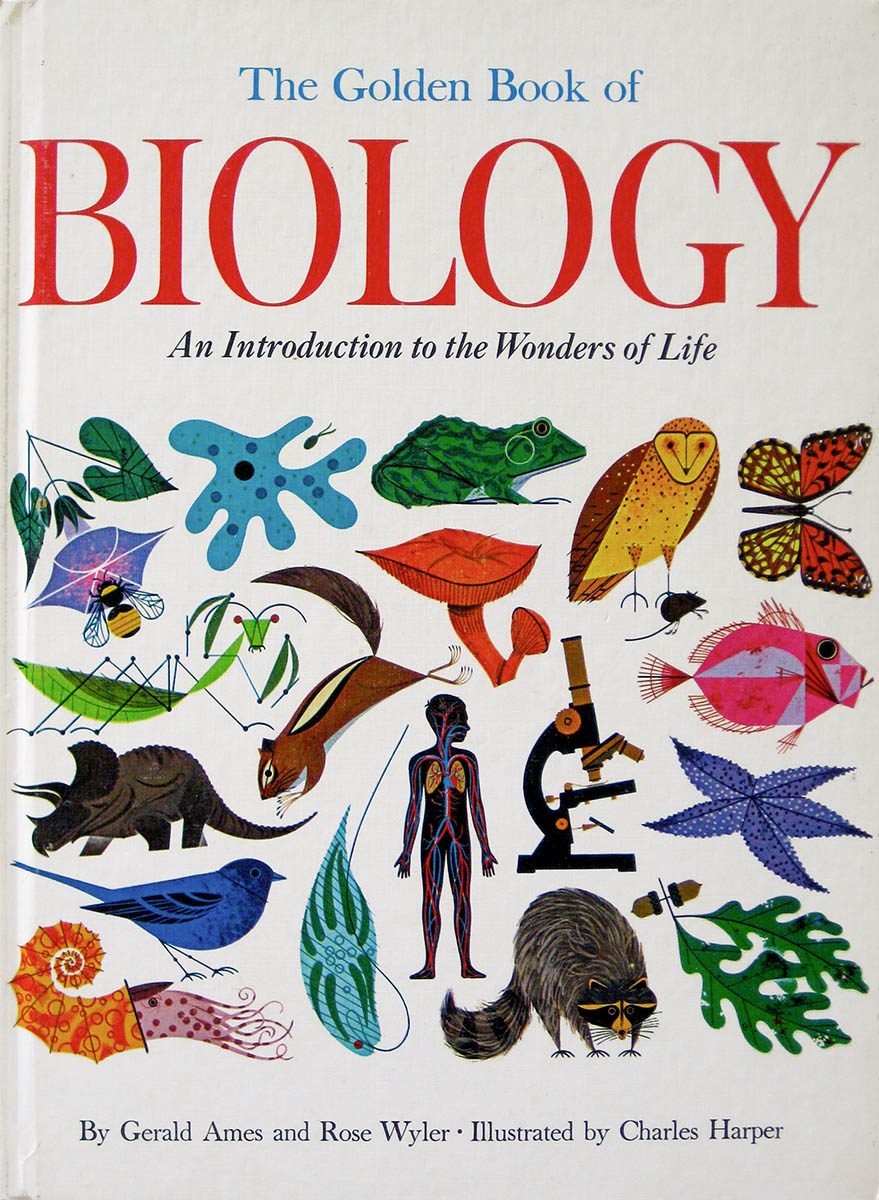 The Golden Book of
BIOLOGY
An Introduction to the Wonders of Life
By Gerald Ames and Rose Wyler · Illustrated by Charles Harper